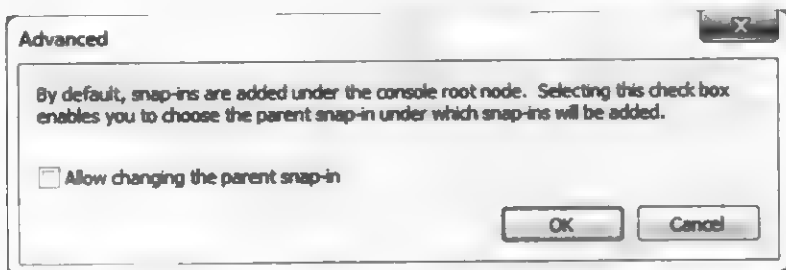 Advanced
By default, snap-ins are added under the console root node. Selecting this check box
enables you to choose the parent snap-in under which snap-ins will be added.
Allow changing the parent snap-in
OK Cancel